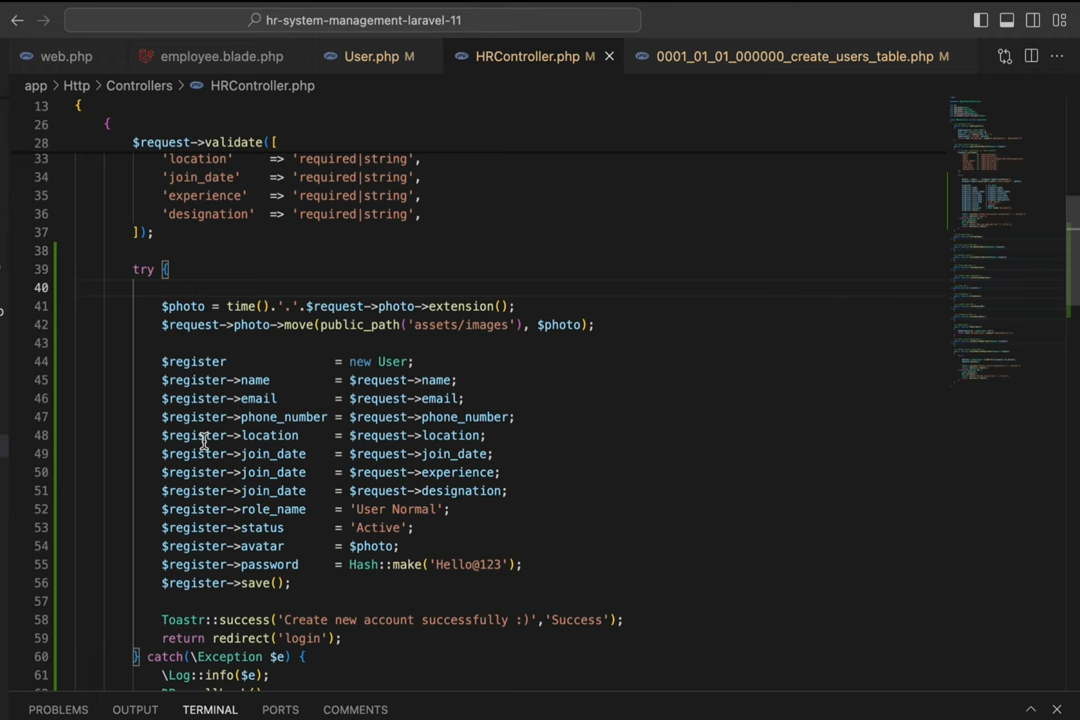 hr-system-management-laravel-11
web.php employee.blade.php User.php M HRController.php M 0001_01_01_000000_create_users_table.php M
app > Http > Controllers > HRController.php
13 {
26 {
28 $request->validate([
33 'location' => 'required|string',
34 'join_date' => 'required|string',
35 'experience' => 'required|string',
36 'designation' => 'required|string',
37 ]);
38
39 try {
40
41 $photo = time().'.'.$request->photo->extension();
42 $request->photo->move(public_path('assets/images'), $photo);
43
44 $register = new User;
45 $register->name = $request->name;
46 $register->email = $request->email;
47 $register->phone_number = $request->phone_number;
48 $register->location = $request->location;
49 $register->join_date = $request->join_date;
50 $register->join_date = $request->experience;
51 $register->join_date = $request->designation;
52 $register->role_name = 'User Normal';
53 $register->status = 'Active';
54 $register->avatar = $photo;
55 $register->password = Hash::make('Hello@123');
56 $register->save();
57
58 Toastr::success('Create new account successfully :)','Success');
59 return redirect('login');
60 } catch(\Exception $e) {
61 \Log::info($e);
PROBLEMS OUTPUT TERMINAL PORTS COMMENTS